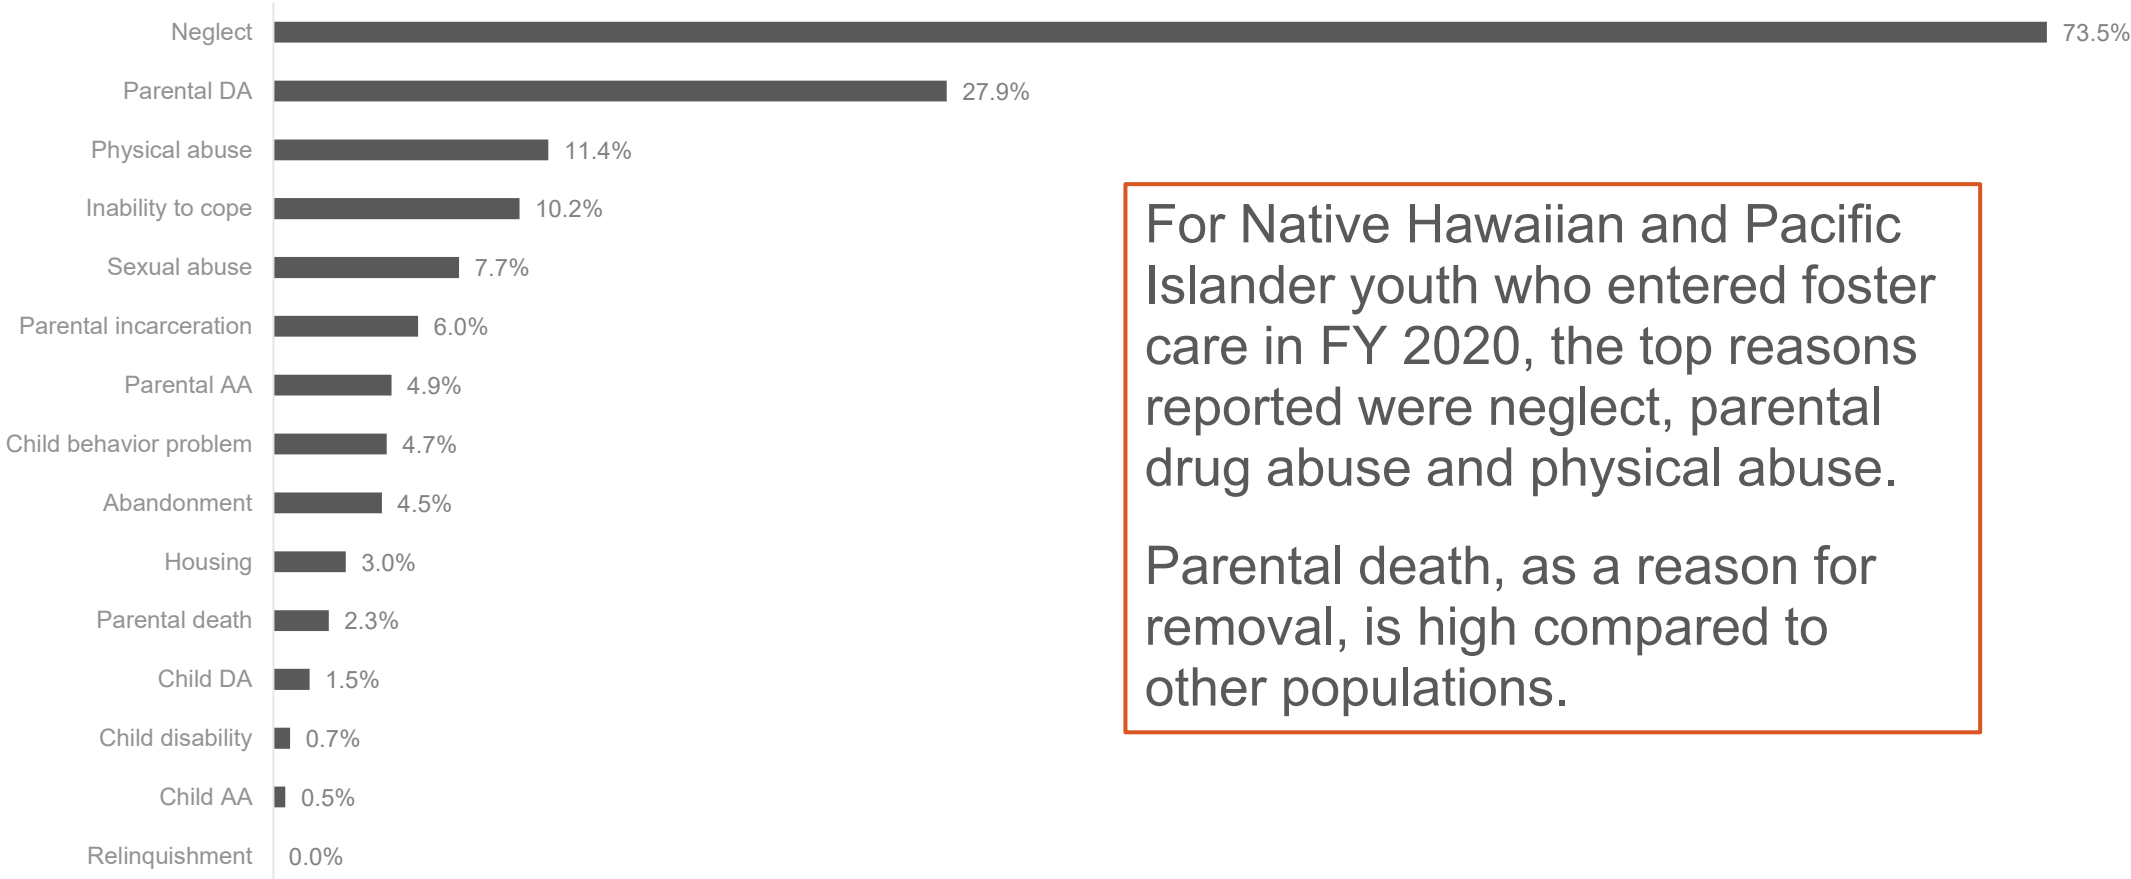 Neglect 73.5%
Parental DA 27.9%
Physical abuse 11.4%
Inability to cope 10.2%
Sexual abuse 7.7%
Parental incarceration 6.0%
Parental AA 4.9%
Child behavior problem 4.7%
Abandonment 4.5%
Housing 3.0%
Parental death 2.3%
Child DA 1.5%
Child disability 0.7%
Child AA 0.5%
Relinquishment 0.0%
For Native Hawaiian and Pacific
Islander youth who entered foster
care in FY 2020, the top reasons
reported were neglect, parental
drug abuse and physical abuse.
Parental death, as a reason for
removal, is high compared to
other populations.